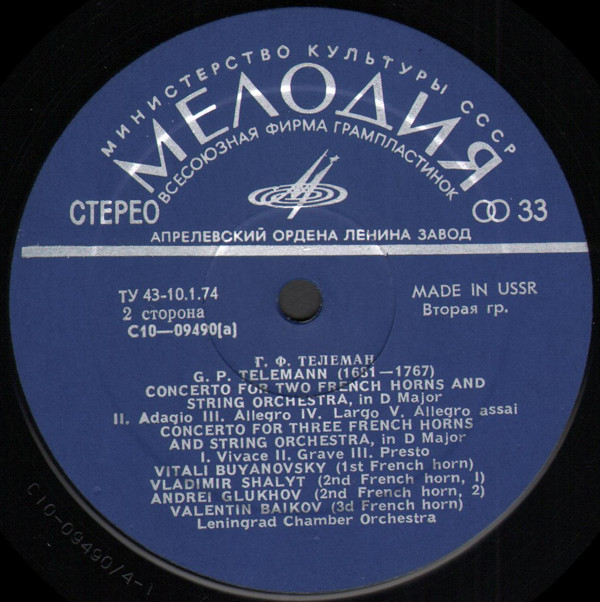 МИНИСТЕРСТВО КУЛЬТУРЫ СССР
МЕЛОДИЯ
ВСЕСОЮЗНАЯ ФИРМА ГРАМПЛАСТИНОК
СТЕРЕО
33
АПРЕЛЕВСКИЙ ОРДЕНА ЛЕНИНА ЗАВОД
ТУ 43-10.1.74
MADE IN USSR
2 сторона
Вторая гр.
С10—09490(а)
Г. Ф. ТЕЛЕМАН
G. P. TELEMANN (1681—1767)
CONCERTO FOR TWO FRENCH HORNS AND
STRING ORCHESTRA, in D Major
II. Adagio III. Allegro IV. Largo V. Allegro assai
CONCERTO FOR THREE FRENCH HORNS
AND STRING ORCHESTRA, in D Major
I. Vivace II. Grave III. Presto
VITALI BUYANOVSKY (1st French horn)
VLADIMIR SHALYT (2nd French horn, 1)
ANDREI GLUKHOV (2nd French horn, 2)
VALENTIN BAIKOV (3d French horn)
Leningrad Chamber Orchestra
С10-09490/4-1